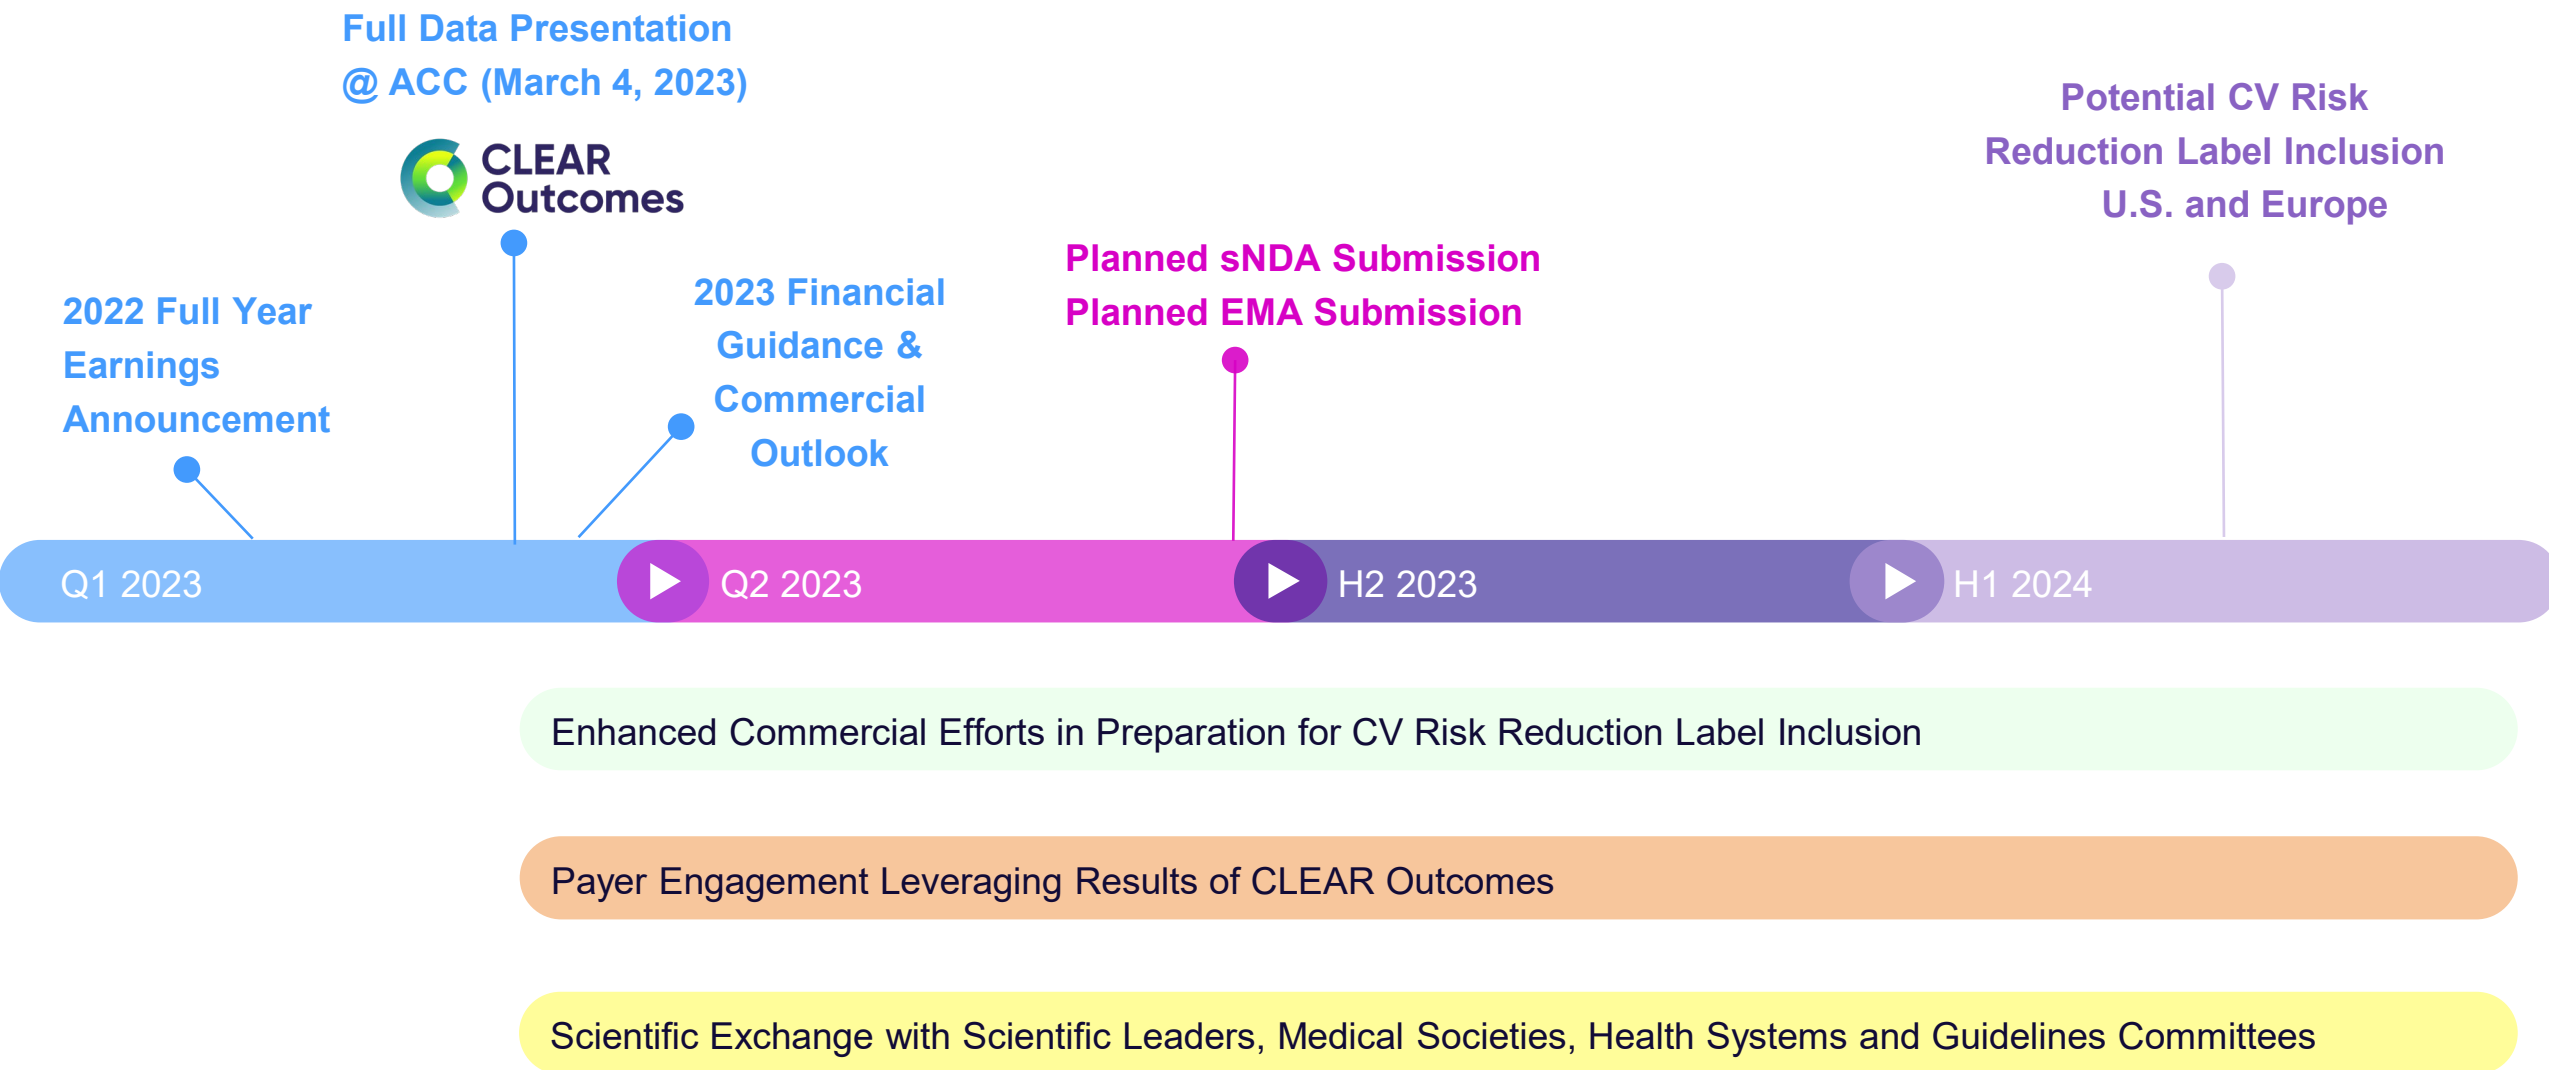 Full Data Presentation
@ ACC (March 4, 2023)
CLEAR
Outcomes
Potential CV Risk
Reduction Label Inclusion
U.S. and Europe
2022 Full Year
Earnings
Announcement
2023 Financial
Guidance &
Commercial
Outlook
Planned sNDA Submission
Planned EMA Submission
Q1 2023
Q2 2023
H2 2023
H1 2024
Enhanced Commercial Efforts in Preparation for CV Risk Reduction Label Inclusion
Payer Engagement Leveraging Results of CLEAR Outcomes
Scientific Exchange with Scientific Leaders, Medical Societies, Health Systems and Guidelines Committees